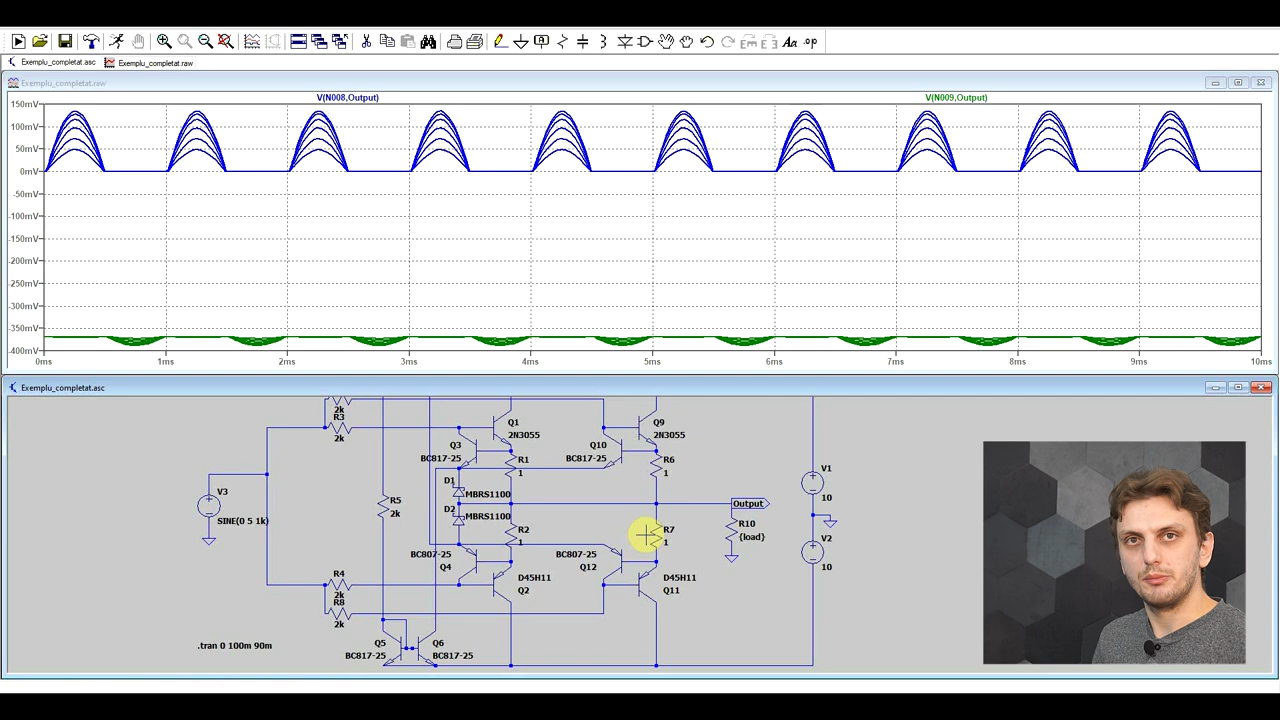 Exemplu_completat.asc Exemplu_completat.raw
Exemplu_completat.raw
V(N008,Output) V(N009,Output)
150mV
100mV
50mV
0mV
-50mV
-100mV
-150mV
-200mV
-250mV
-300mV
-350mV
-400mV
0ms 1ms 2ms 3ms 4ms 5ms 6ms 7ms 8ms 9ms 10ms
Exemplu_completat.asc
2k
R3
2k
Q1
2N3055
Q9
2N3055
Q3
BC817-25
Q10
BC817-25
R1
1
R6
1
V1
10
D1
MBRS1100
V3
SINE(0 5 1k)
R5
2k
Output
D2
MBRS1100
R2
1
R7
1
R10
{load}
V2
10
BC807-25
Q4
BC807-25
Q12
R4
2k
R8
2k
D45H11
Q2
D45H11
Q11
.tran 0 100m 90m
Q5
BC817-25
Q6
BC817-25
.op